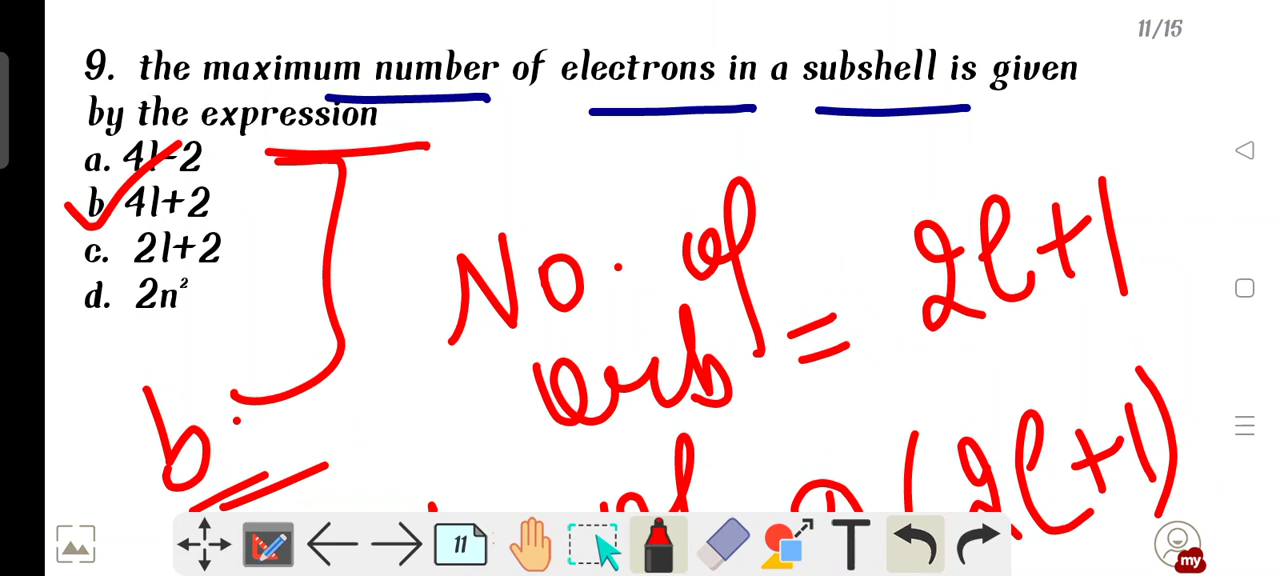 11/15
9. the maximum number of electrons in a subshell is given
by the expression
a. 4l-2
b. 4l+2
c. 2l+2
d. 2n²
No. of
orb = 2l+1
b.
of 2(2l+1)
11
T
my